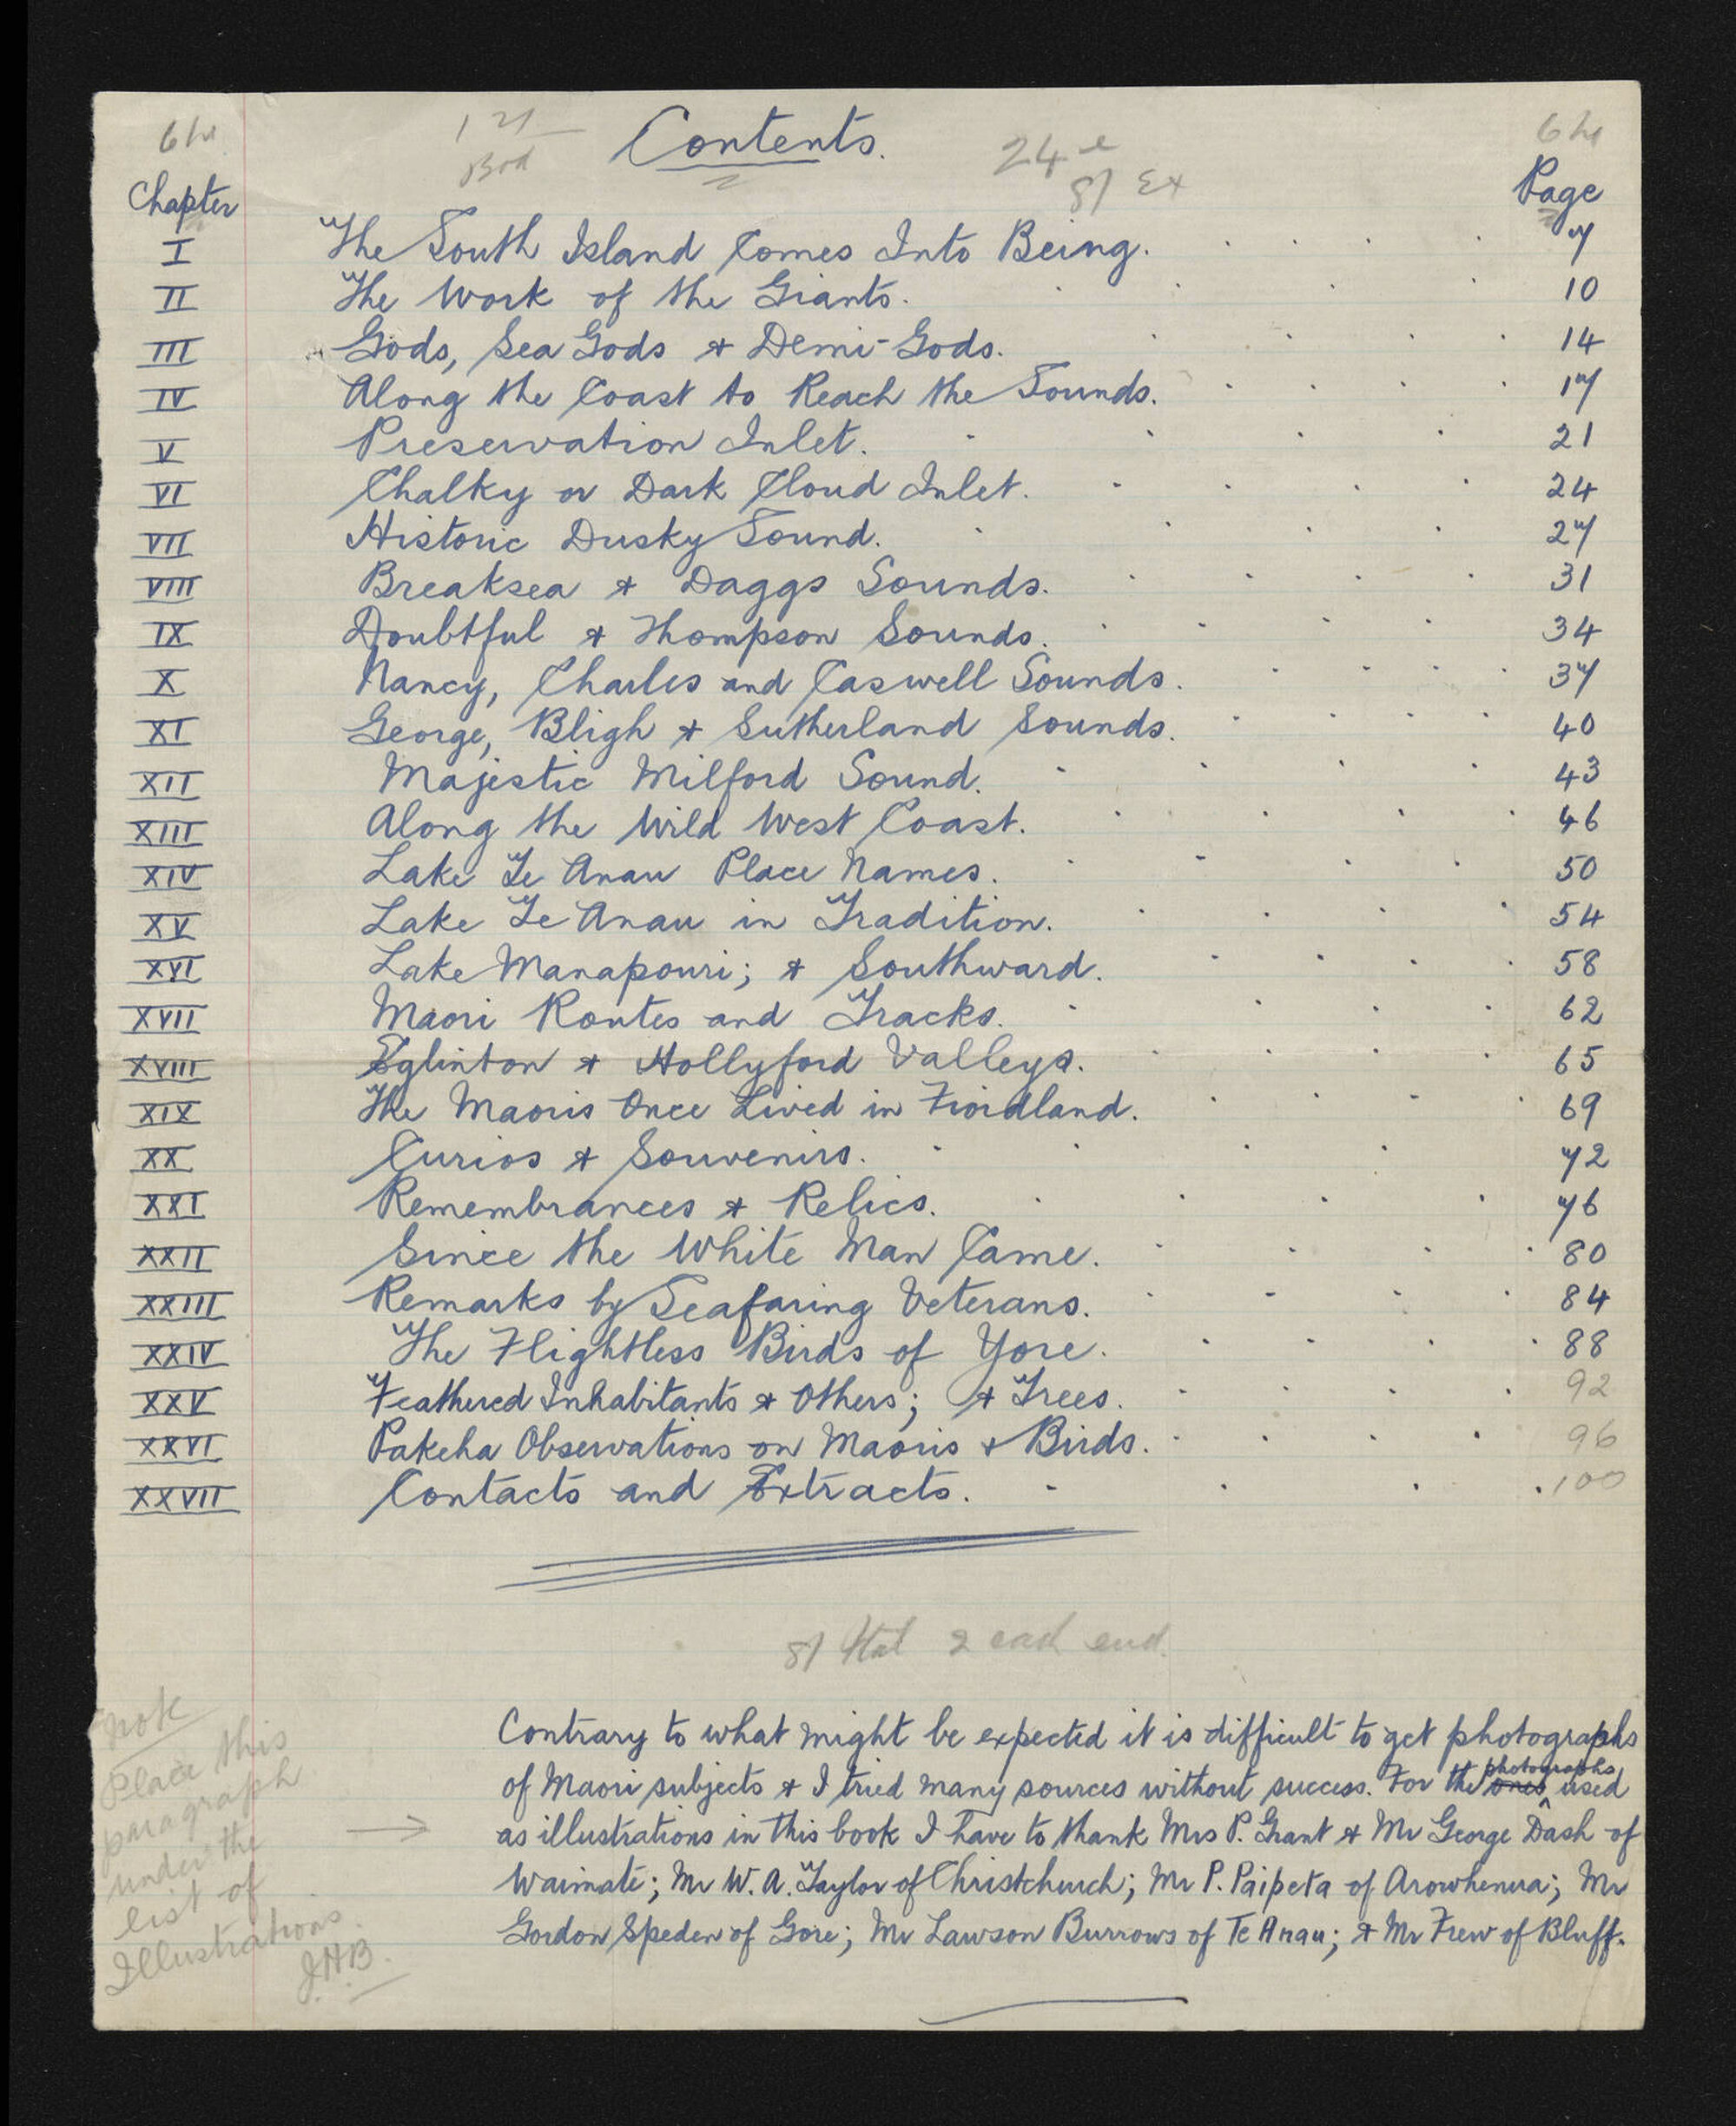 Contents.
Chapter Page
I The South Island Comes Into Being. 7
II The Work of the Giants. 10
III Gods, Sea Gods & Demi-Gods. 14
IV Along the Coast to Reach the Sounds. 17
V Preservation Inlet. 21
VI Chalky or Dark Cloud Inlet. 24
VII Historic Dusky Sound. 27
VIII Breaksea & Daggs Sounds. 31
IX Doubtful & Thompson Sounds. 34
X Nancy, Charles and Caswell Sounds. 37
XI George, Bligh & Sutherland Sounds. 40
XII Majestic Milford Sound. 43
XIII Along the Wild West Coast. 46
XIV Lake Te Anau Place Names. 50
XV Lake Te Anau in Tradition. 54
XVI Lake Manapouri; & Southward. 58
XVII Maori Routes and Tracks. 62
XVIII Eglinton & Hollyford Valleys. 65
XIX The Maoris Once Lived in Fiordland. 69
XX Curios & Souvenirs. 72
XXI Remembrances & Relics. 76
XXII Since the White Man Came. 80
XXIII Remarks by Seafaring Veterans. 84
XXIV The Flightless Birds of Yore. 88
XXV Feathered Inhabitants & Others; & Trees. 92
XXVI Pakeha Observations on Maoris & Birds. 96
XXVII Contacts and Extracts. 100
2 each end.
Note
Place this
paragraph
under the
list of
Illustrations.
J.H.B.
Contrary to what might be expected it is difficult to get photographs
of Maori subjects & I tried many sources without success. For the ones photographs used
as illustrations in this book I have to thank Mrs P. Grant & Mr George Dash of
Waimate; Mr W. A. Taylor of Christchurch; Mr P. Paipeta of Arowhenua; Mr
Gordon Speden of Gore; Mr Lawson Burrows of Te Anau; & Mr Frew of Bluff.